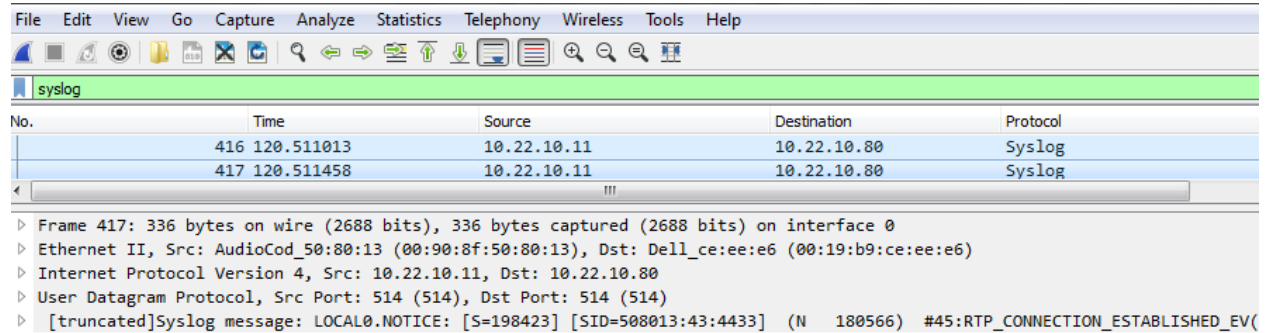 File Edit View Go Capture Analyze Statistics Telephony Wireless Tools Help
syslog
No. Time Source Destination Protocol
416 120.511013 10.22.10.11 10.22.10.80 Syslog
417 120.511458 10.22.10.11 10.22.10.80 Syslog
Frame 417: 336 bytes on wire (2688 bits), 336 bytes captured (2688 bits) on interface 0
Ethernet II, Src: AudioCod_50:80:13 (00:90:8f:50:80:13), Dst: Dell_ce:ee:e6 (00:19:b9:ce:ee:e6)
Internet Protocol Version 4, Src: 10.22.10.11, Dst: 10.22.10.80
User Datagram Protocol, Src Port: 514 (514), Dst Port: 514 (514)
[truncated]Syslog message: LOCAL0.NOTICE: [S=198423] [SID=508013:43:4433] (N 180566) #45:RTP_CONNECTION_ESTABLISHED_EV(